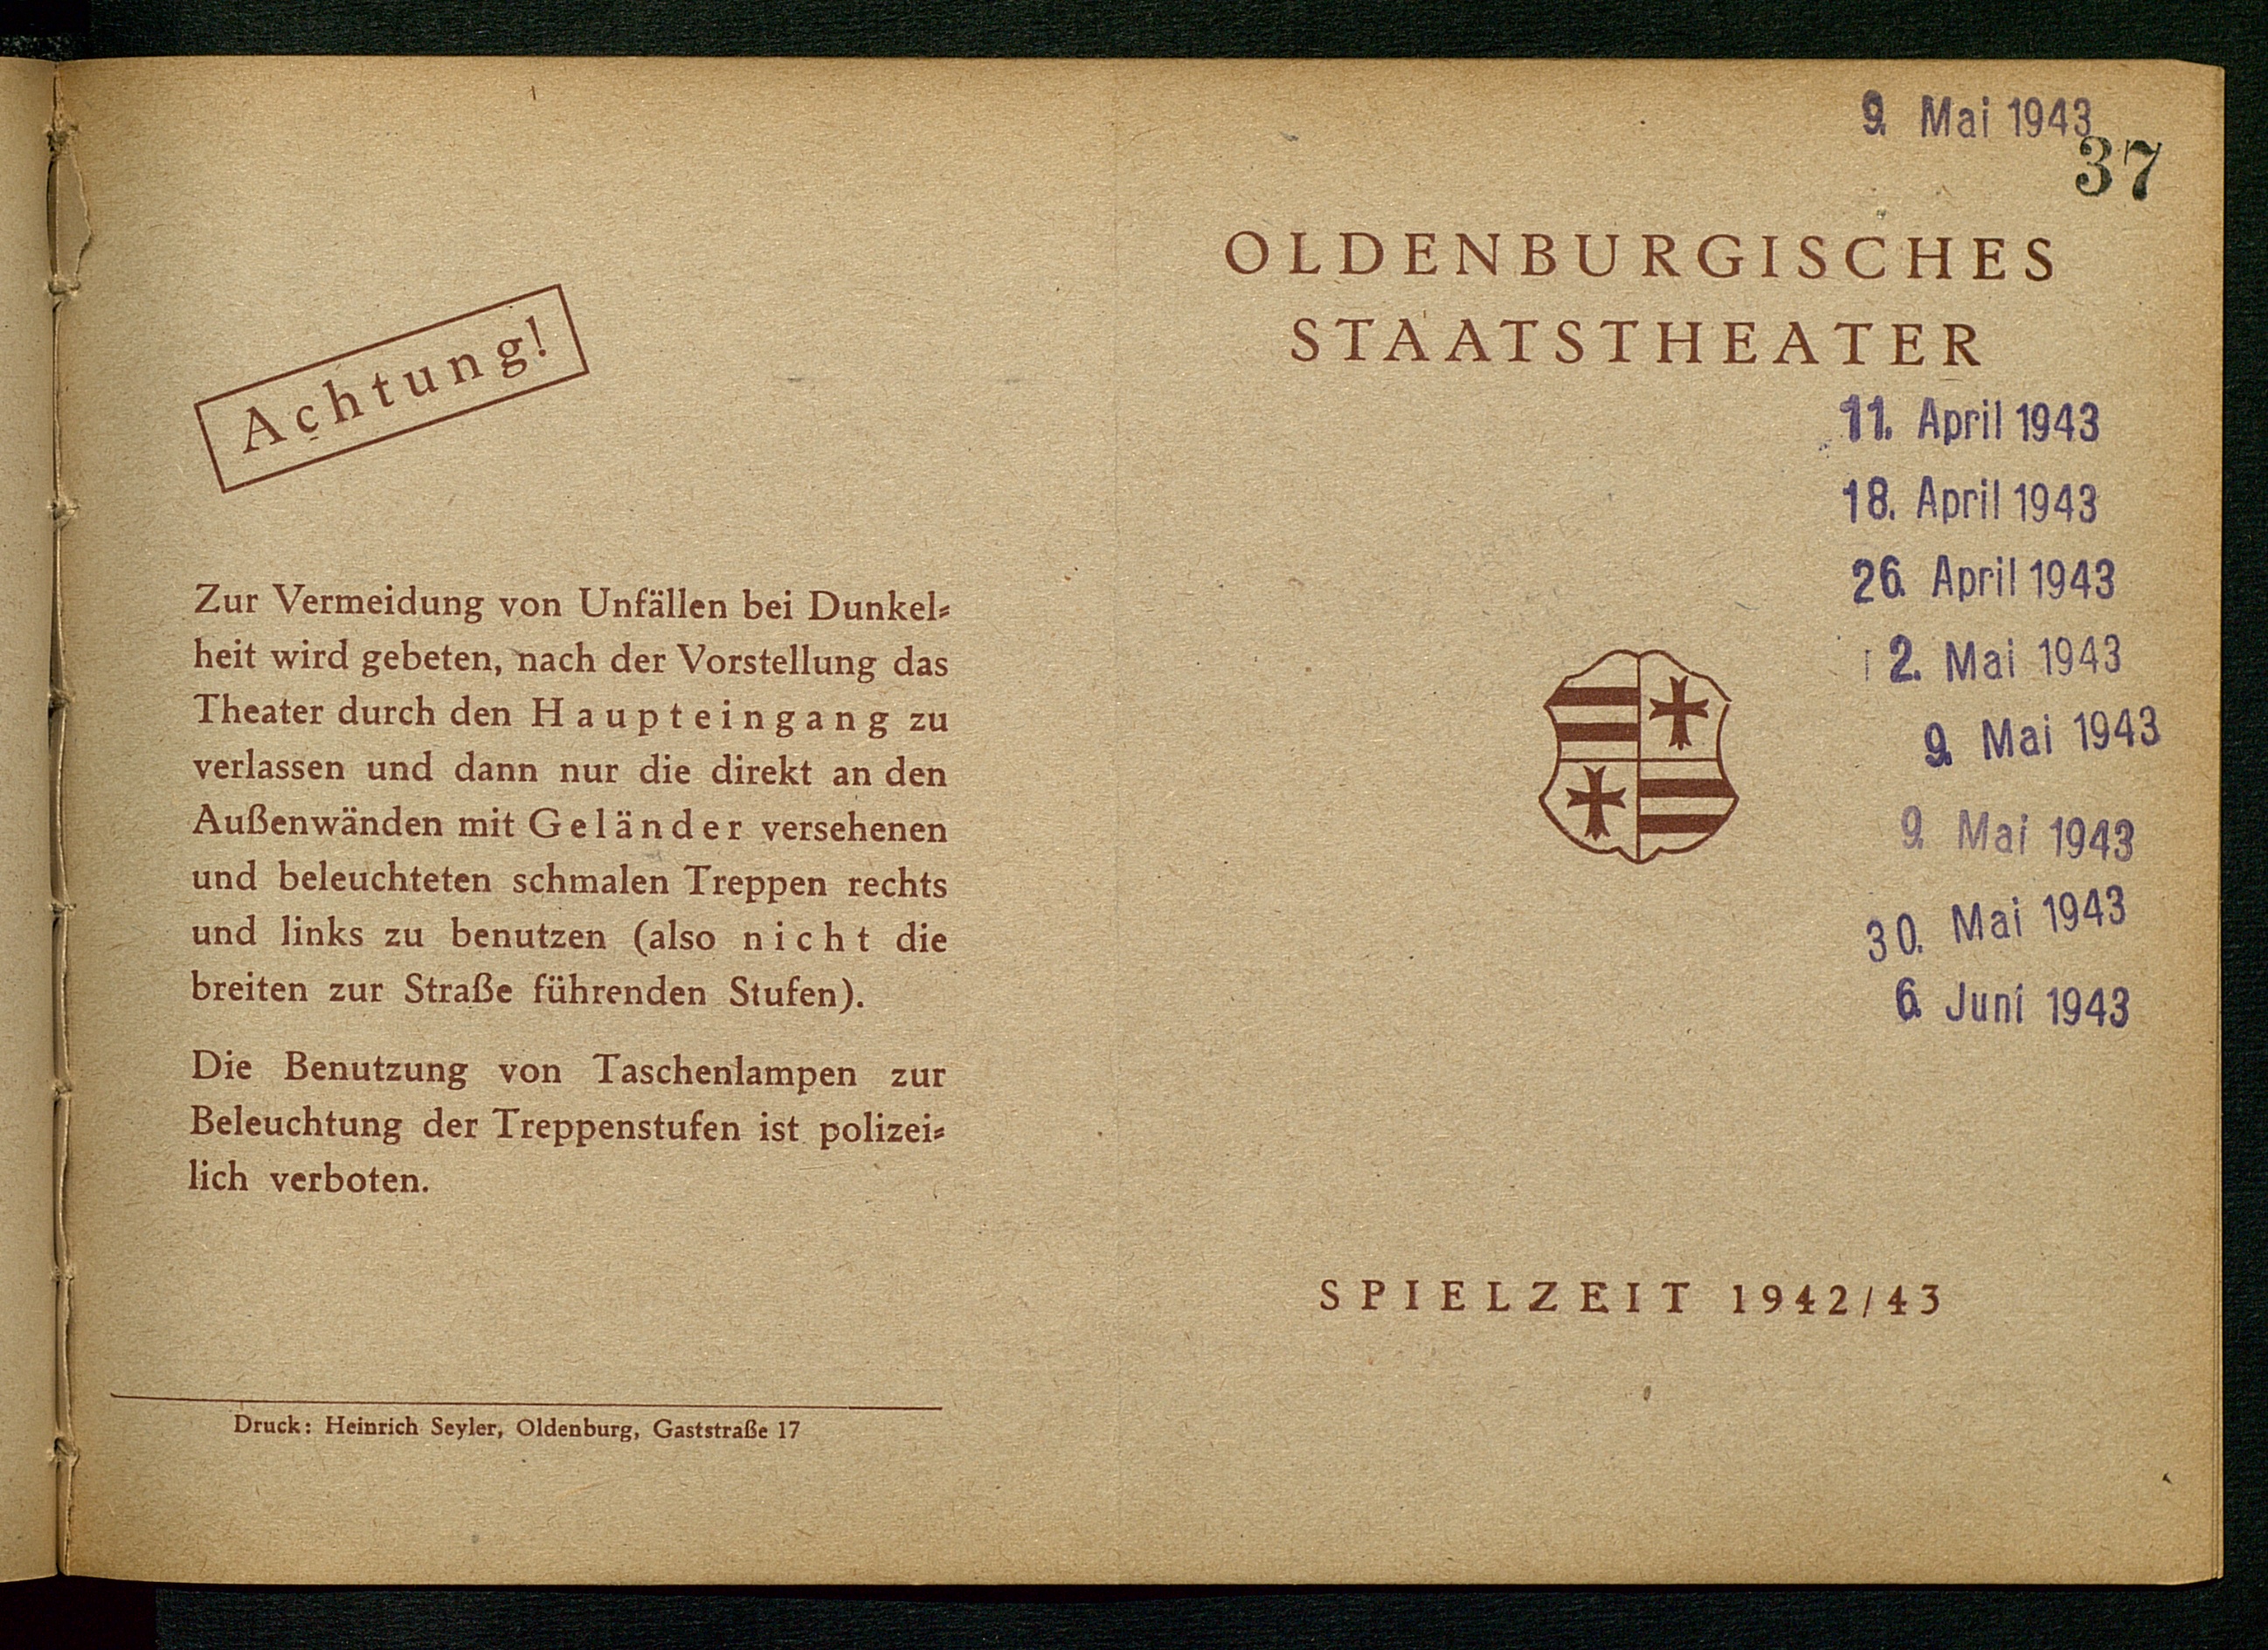 Achtung!
Zur Vermeidung von Unfällen bei Dunkel-
heit wird gebeten, nach der Vorstellung das
Theater durch den Haupteingang zu
verlassen und dann nur die direkt an den
Außenwänden mit Geländer versehenen
und beleuchteten schmalen Treppen rechts
und links zu benutzen (also nicht die
breiten zur Straße führenden Stufen).
Die Benutzung von Taschenlampen zur
Beleuchtung der Treppenstufen ist polizei-
lich verboten.
Druck: Heinrich Seyler, Oldenburg, Gaststraße 17
9. Mai 1943
37
OLDENBURGISCHES
STAATSTHEATER
11. April 1943
18. April 1943
26. April 1943
2. Mai 1943
9. Mai 1943
9. Mai 1943
30. Mai 1943
6. Juni 1943
SPIELZEIT 1942/43